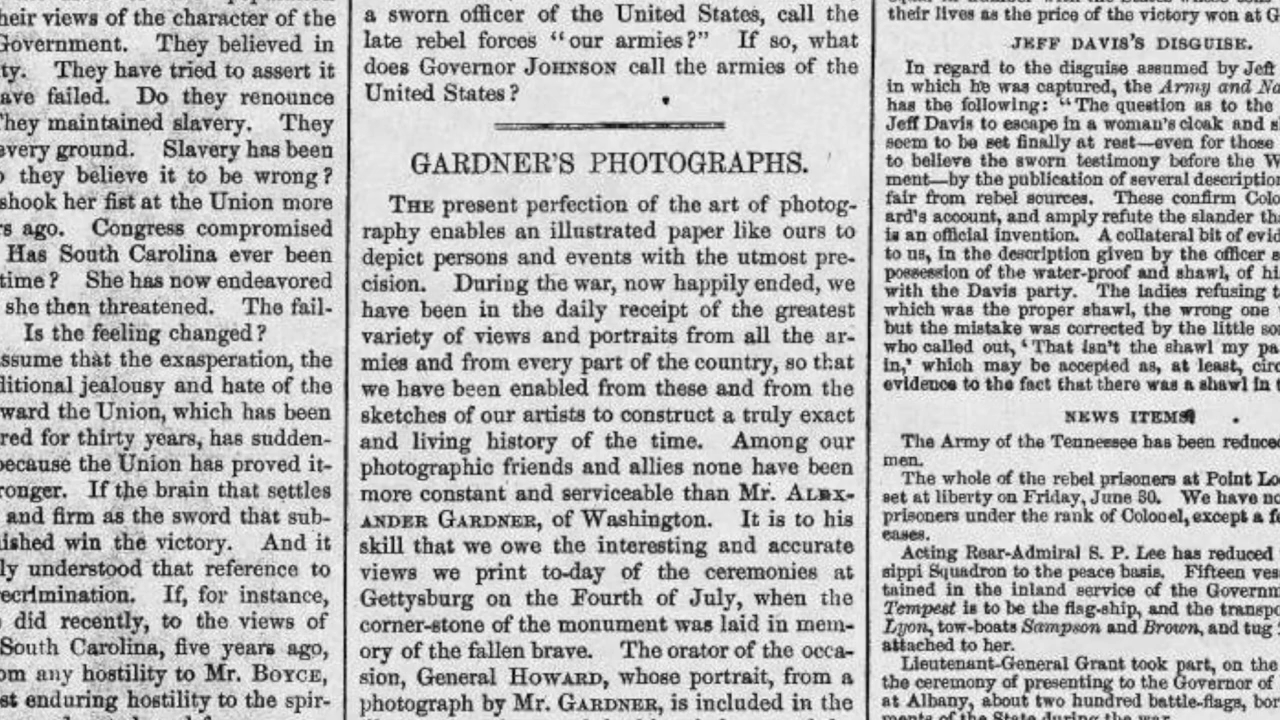 heir views of the character of the
Government. They believed in
ty. They have tried to assert it
ave failed. Do they renounce
They maintained slavery. They
every ground. Slavery has been
they believe it to be wrong?
shook her fist at the Union more
rs ago. Congress compromised
Has South Carolina ever been
time? She has now endeavored
she then threatened. The fail-
Is the feeling changed?
assume that the exasperation, the
ditional jealousy and hate of the
ward the Union, which has been
red for thirty years, has sudden-
because the Union has proved it-
ronger. If the brain that settles
and firm as the sword that sub-
ished win the victory. And it
ly understood that reference to
recrimination. If, for instance,
did recently, to the views of
South Carolina, five years ago,
om any hostility to Mr. BOYCE,
st enduring hostility to the spir-
a sworn officer of the United States, call the
late rebel forces "our armies?" If so, what
does Governor JOHNSON call the armies of the
United States?
GARDNER'S PHOTOGRAPHS.
THE present perfection of the art of photog-
raphy enables an illustrated paper like ours to
depict persons and events with the utmost pre-
cision. During the war, now happily ended, we
have been in the daily receipt of the greatest
variety of views and portraits from all the ar-
mies and from every part of the country, so that
we have been enabled from these and from the
sketches of our artists to construct a truly exact
and living history of the time. Among our
photographic friends and allies none have been
more constant and serviceable than Mr. ALEX-
ANDER GARDNER, of Washington. It is to his
skill that we owe the interesting and accurate
views we print to-day of the ceremonies at
Gettysburg on the Fourth of July, when the
corner-stone of the monument was laid in mem-
ory of the fallen brave. The orator of the occa-
sion, General HOWARD, whose portrait, from a
photograph by Mr. GARDNER, is included in the
their lives as the price of the victory won at G
JEFF DAVIS'S DISGUISE.
In regard to the disguise assumed by Jeff
in which he was captured, the Army and Na
has the following: "The question as to the
Jeff Davis to escape in a woman's cloak and s
seem to be set finally at rest—even for those
to believe the sworn testimony before the W
ment—by the publication of several description
fair from rebel sources. These confirm Colo
ard's account, and amply refute the slander tha
is an official invention. A collateral bit of evid
to us, in the description given by the officer s
possession of the water-proof and shawl, of hi
with the Davis party. The ladies refusing t
which was the proper shawl, the wrong one
but the mistake was corrected by the little so
who called out, 'That isn't the shawl my pa
in,' which may be accepted as, at least, circ
evidence to the fact that there was a shawl in t
NEWS ITEMS.
The Army of the Tennessee has been reduced
men.
The whole of the rebel prisoners at Point Lo
set at liberty on Friday, June 30. We have no
prisoners under the rank of Colonel, except a f
cases.
Acting Rear-Admiral S. P. Lee has reduced
sippi Squadron to the peace basis. Fifteen ves
tained in the inland service of the Governm
Tempest is to be the flag-ship, and the transpo
Lyon, tow-boats Sampson and Brown, and tug
attached to her.
Lieutenant-General Grant took part, on the
the ceremony of presenting to the Governor of
at Albany, about two hundred battle-flags, bo
ments of the State during the war.